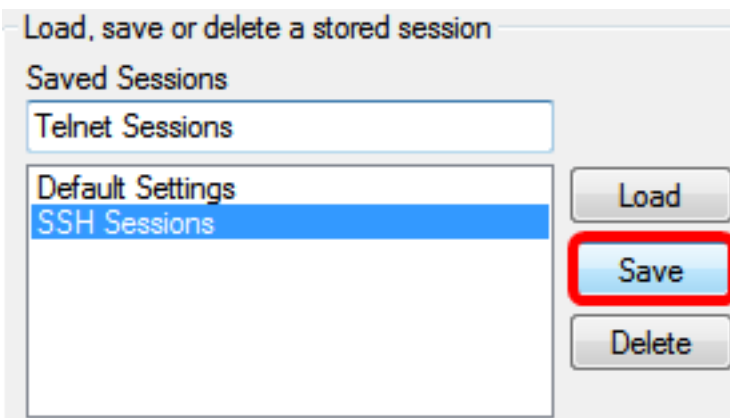 Load, save or delete a stored session
Saved Sessions
Telnet Sessions
Default Settings
SSH Sessions
Load
Save
Delete